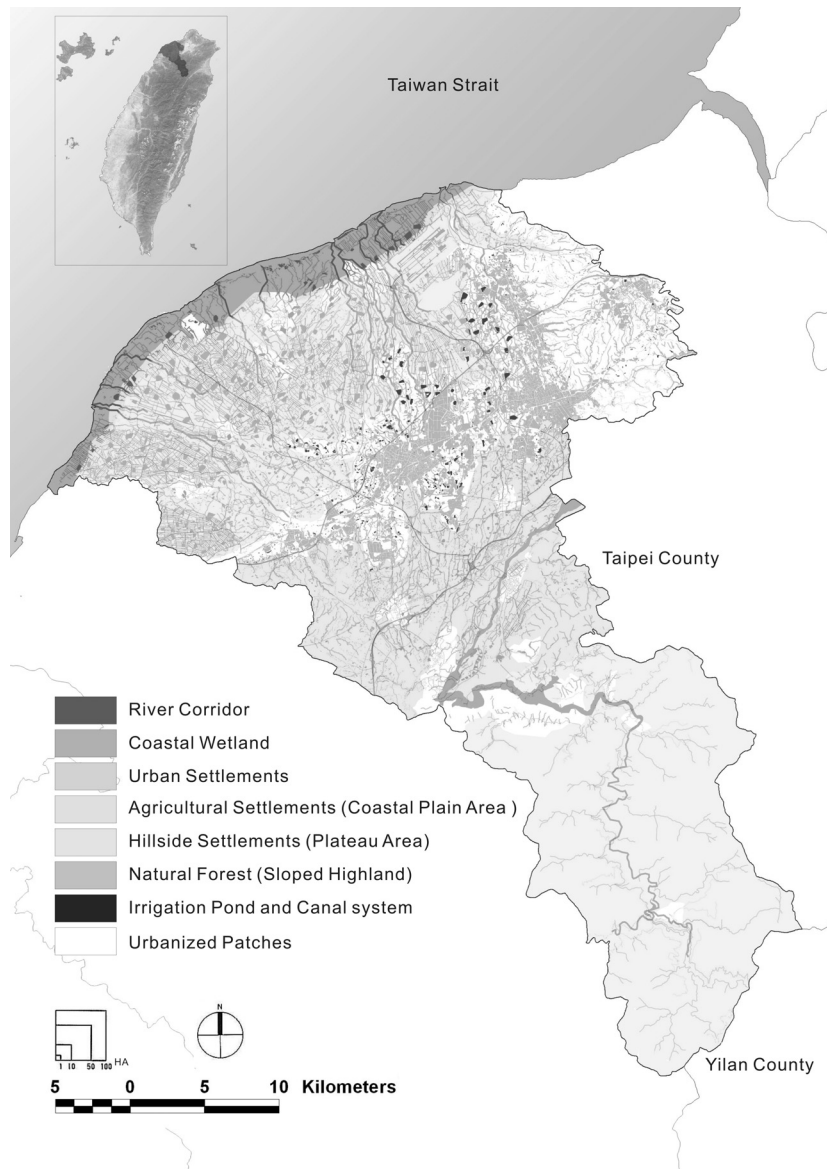 Taiwan Strait
Taipei County
River Corridor
Coastal Wetland
Urban Settlements
Agricultural Settlements (Coastal Plain Area )
Hillside Settlements (Plateau Area)
Natural Forest (Sloped Highland)
Irrigation Pond and Canal system
Urbanized Patches
N
HA
1 10 50 100
5 0 5 10 Kilometers
Yilan County